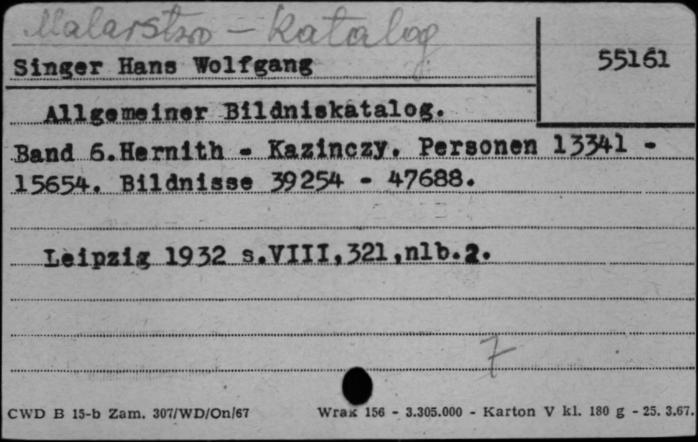 Malarstwo - katalog
55161
Singer Hans Wolfgang
Allgemeiner Bildniskatalog.
Band 6.Hernith - Kazinczy. Personen 13341 -
15654. Bildnisse 39254 - 47688.
Leipzig 1932 s.VIII,321,nlb.2.
7
CWD B 15-b Zam. 307/WD/On/67 Wrak 156 - 3.305.000 - Karton V kl. 180 g - 25. 3.67.